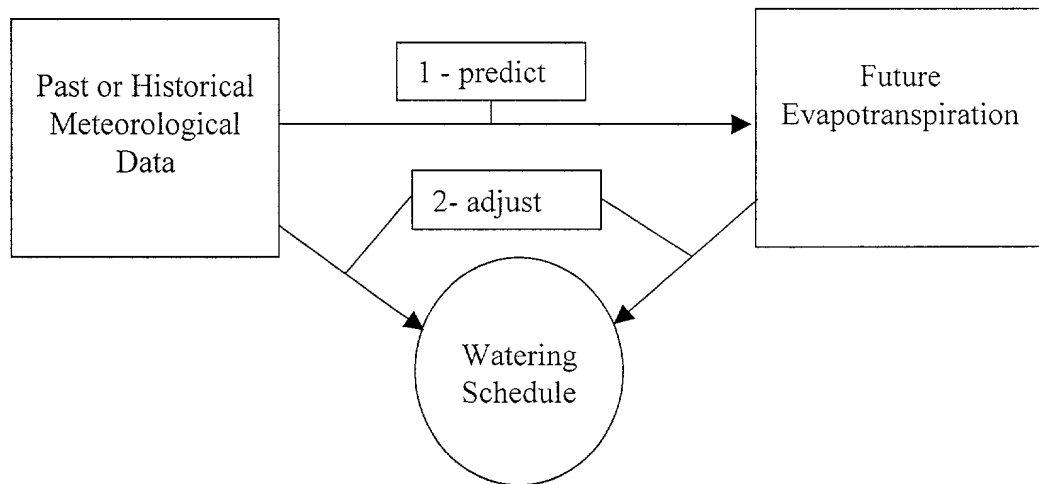 Past or Historical
Meteorological
Data
1 - predict
Future
Evapotranspiration
2- adjust
Watering
Schedule